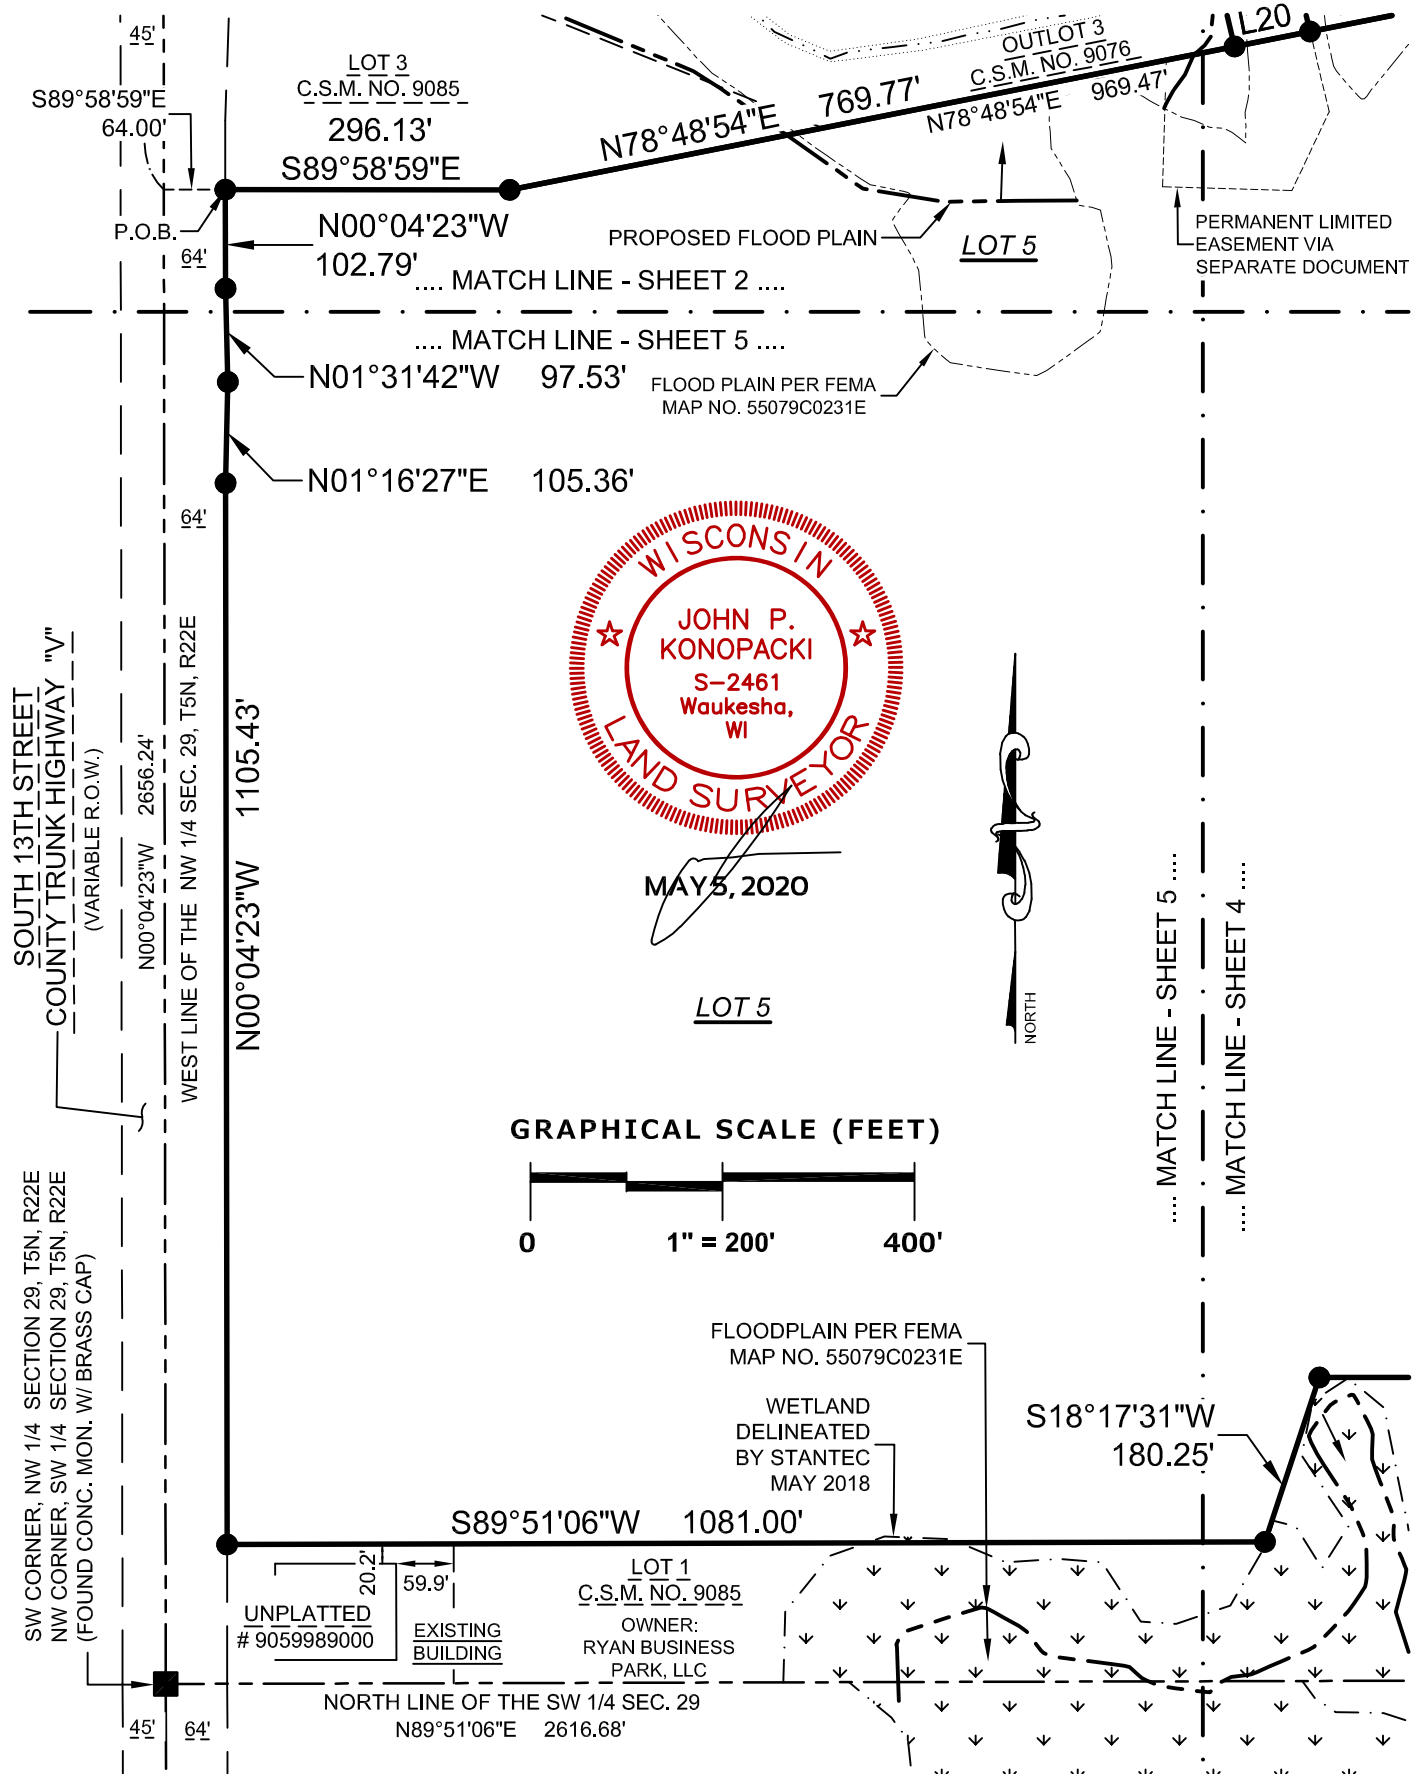 45'
S89°58'59"E
64.00'
LOT 3
C.S.M. NO. 9085
296.13'
S89°58'59"E
N78°48'54"E 769.77'
OUTLOT 3
C.S.M. NO. 9076
N78°48'54"E 969.47'
L20
P.O.B.
64'
N00°04'23"W
102.79'
PROPOSED FLOOD PLAIN
LOT 5
PERMANENT LIMITED
EASEMENT VIA
SEPARATE DOCUMENT
.... MATCH LINE - SHEET 2 ....
.... MATCH LINE - SHEET 5 ....
N01°31'42"W 97.53'
FLOOD PLAIN PER FEMA
MAP NO. 55079C0231E
N01°16'27"E 105.36'
64'
WISCONSIN
JOHN P.
KONOPACKI
S-2461
Waukesha,
WI
LAND SURVEYOR
MAY 5, 2020
SOUTH 13TH STREET
COUNTY TRUNK HIGHWAY "V"
(VARIABLE R.O.W.)
N00°04'23"W 2656.24'
WEST LINE OF THE NW 1/4 SEC. 29, T5N, R22E
N00°04'23"W 1105.43'
LOT 5
NORTH
.... MATCH LINE - SHEET 5 ....
.... MATCH LINE - SHEET 4 ....
GRAPHICAL SCALE (FEET)
0 1" = 200' 400'
SW CORNER, NW 1/4 SECTION 29, T5N, R22E
NW CORNER, SW 1/4 SECTION 29, T5N, R22E
(FOUND CONC. MON. W/ BRASS CAP)
FLOODPLAIN PER FEMA
MAP NO. 55079C0231E
WETLAND
DELINEATED
BY STANTEC
MAY 2018
S18°17'31"W
180.25'
S89°51'06"W 1081.00'
20.2'
59.9'
UNPLATTED
# 9059989000
EXISTING
BUILDING
LOT 1
C.S.M. NO. 9085
OWNER:
RYAN BUSINESS
PARK, LLC
NORTH LINE OF THE SW 1/4 SEC. 29
N89°51'06"E 2616.68'
45'
64'